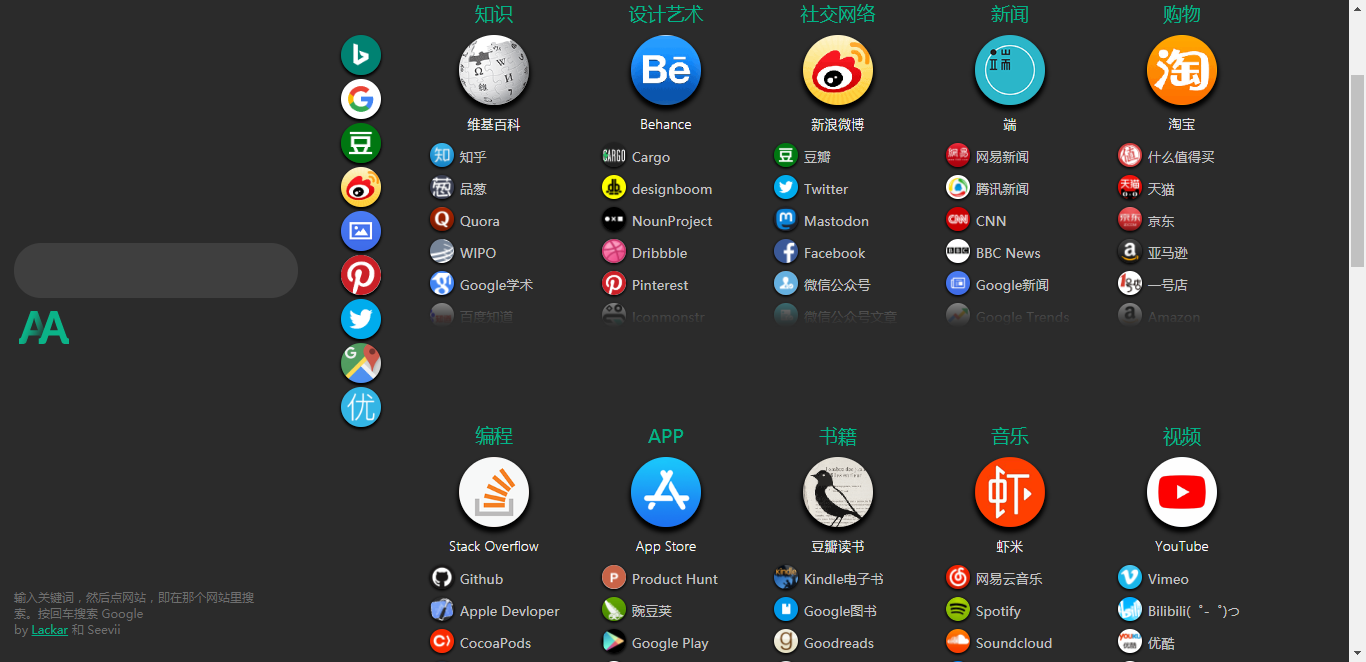 知识
设计艺术
社交网络
新闻
购物
维基百科
Behance
新浪微博
端
淘宝
知乎
Cargo
豆瓣
网易新闻
什么值得买
品葱
designboom
Twitter
腾讯新闻
天猫
Quora
NounProject
Mastodon
CNN
京东
WIPO
Dribbble
Facebook
BBC News
亚马逊
Google学术
Pinterest
微信公众号
Google新闻
一号店
百度知道
Iconmonstr
微信公众号文章
Google Trends
Amazon
AA
编程
APP
书籍
音乐
视频
Stack Overflow
App Store
豆瓣读书
虾米
YouTube
Github
Product Hunt
Kindle电子书
网易云音乐
Vimeo
Apple Devloper
豌豆荚
Google图书
Spotify
Bilibili( ゜- ゜)つ
CocoaPods
Google Play
Goodreads
Soundcloud
优酷
输入关键词，然后点网站，即在那个网站里搜
索。按回车搜索 Google
by Lackar 和 Seevii